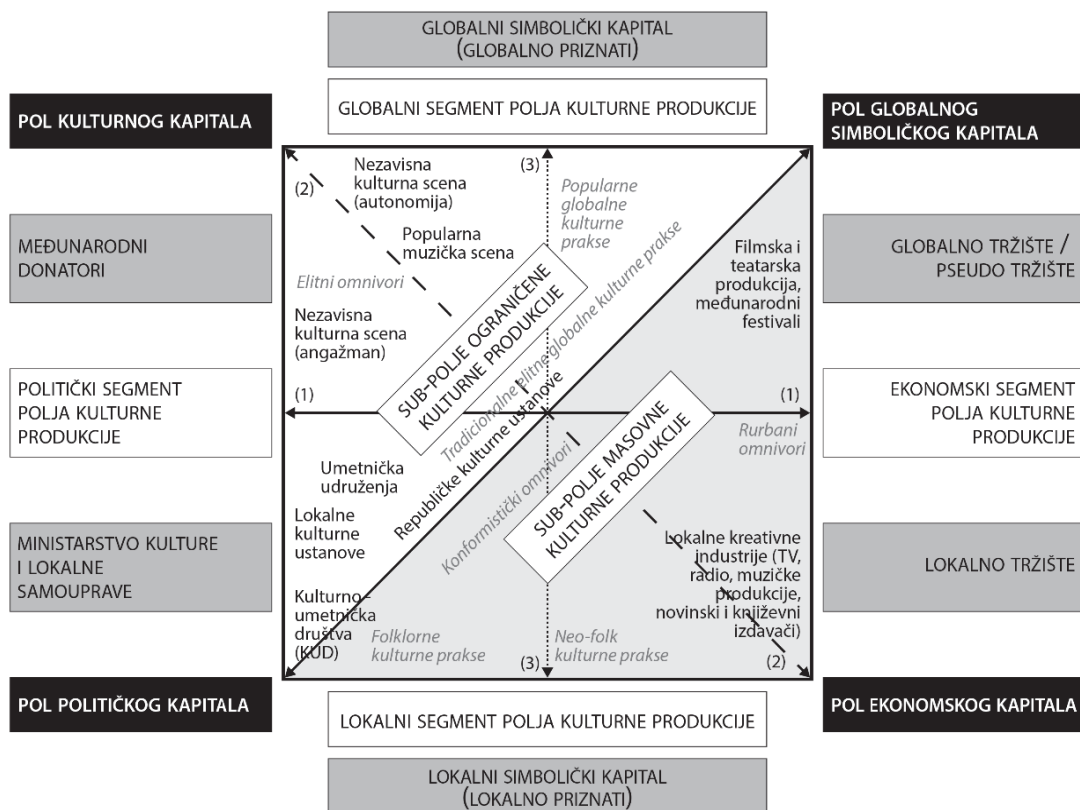 GLOBALNI SIMBOLIČKI KAPITAL
(GLOBALNO PRIZNATI)
GLOBALNI SEGMENT POLJA KULTURNE PRODUKCIJE
POL KULTURNOG KAPITALA
POL GLOBALNOG
SIMBOLIČKOG KAPITALA
MEĐUNARODNI
DONATORI
POLITIČKI SEGMENT
POLJA KULTURNE
PRODUKCIJE
MINISTARSTVO KULTURE
I LOKALNE
SAMOUPRAVE
POL POLITIČKOG KAPITALA
(2)
Nezavisna
kulturna scena
(autonomija)
Popularna
muzička scena
Elitni omnivori
Nezavisna
kulturna scena
(angažman)
(3)
Popularne
globalne
kulturne
prakse
SUB-POLJE OGRANIČENE
KULTURNE PRODUKCIJE
Tradicionalne elitne globalne kulturne prakse
Republičke kulturne ustanove
Filmska i
teatarska
produkcija,
međunarodni
festivali
(1)
(1)
Rurbani
omnivori
Umetnička
udruženja
Lokalne
kulturne
ustanove
Kulturno-
umetnička
društva
(KUD)
Konformistički omnivori
SUB-POLJE MASOVNE
KULTURNE PRODUKCIJE
Lokalne kreativne
industrije (TV,
radio, muzičke
produkcije,
novinski i književni
izdavači)
Folklorne
kulturne prakse
(3)
Neo-folk
kulturne prakse
(2)
GLOBALNO TRŽIŠTE /
PSEUDO TRŽIŠTE
EKONOMSKI SEGMENT
POLJA KULTURNE
PRODUKCIJE
LOKALNO TRŽIŠTE
POL EKONOMSKOG KAPITALA
LOKALNI SEGMENT POLJA KULTURNE PRODUKCIJE
LOKALNI SIMBOLIČKI KAPITAL
(LOKALNO PRIZNATI)